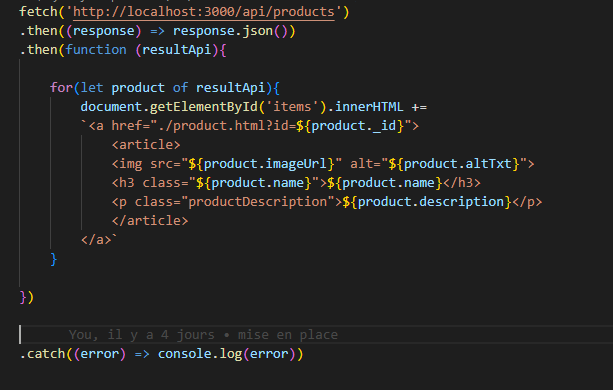 fetch('http://localhost:3000/api/products')
.then((response) => response.json())
.then(function (resultApi){
for(let product of resultApi){
document.getElementById('items').innerHTML +=
`<a href="./product.html?id=${product._id}">
<article>
<img src="${product.imageUrl}" alt="${product.altTxt}">
<h3 class="${product.name}">${product.name}</h3>
<p class="productDescription">${product.description}</p>
</article>
</a>`
}
})
You, il y a 4 jours • mise en place
.catch((error) => console.log(error))